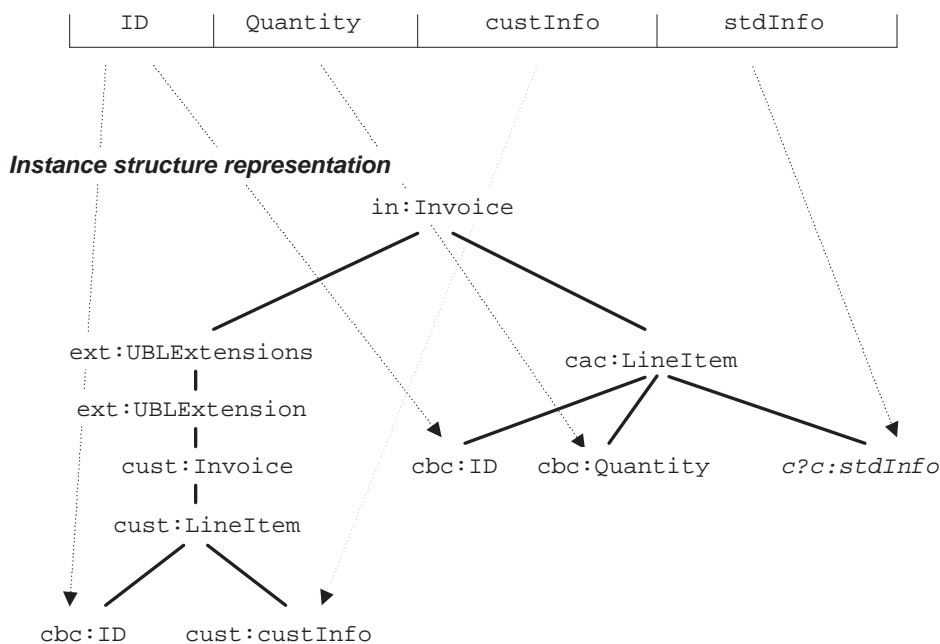 ID Quantity custInfo stdInfo
Instance structure representation
in:Invoice
ext:UBLExtensions cac:LineItem
ext:UBLExtension
cust:Invoice cbc:ID cbc:Quantity c?c:stdInfo
cust:LineItem
cbc:ID cust:custInfo